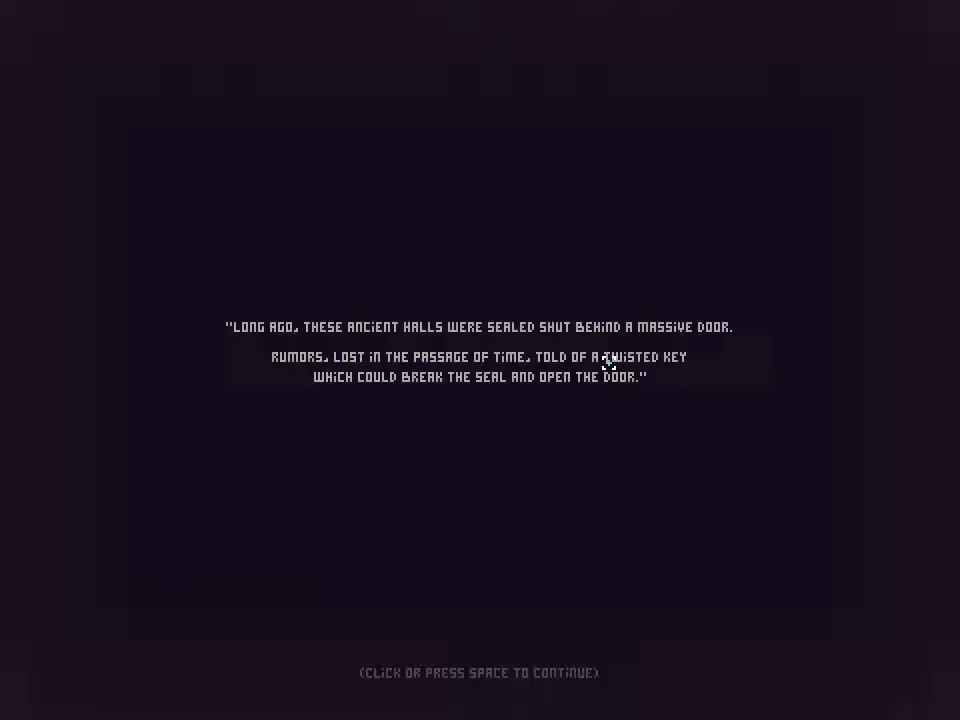 "LONG AGO, THESE ANCIENT HALLS WERE SEALED SHUT BEHIND A MASSIVE DOOR.
RUMORS, LOST IN THE PASSAGE OF TIME, TOLD OF A TWISTED KEY
WHICH COULD BREAK THE SEAL AND OPEN THE DOOR."
(CLICK OR PRESS SPACE TO CONTINUE)